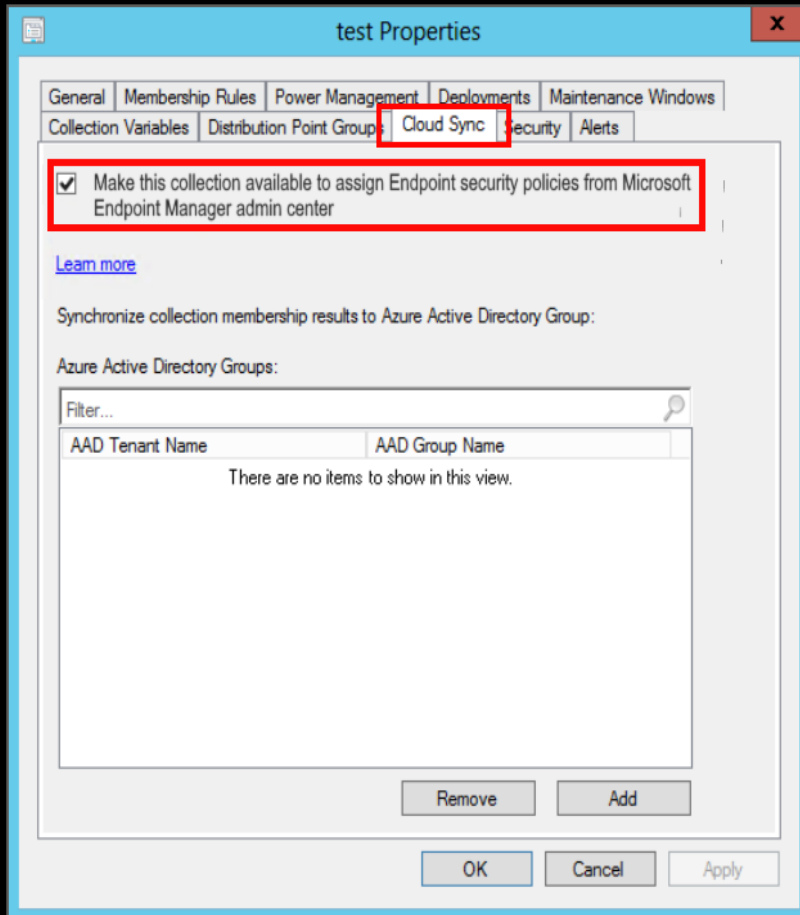 test Properties
x
General
Membership Rules
Power Management
Deployments
Maintenance Windows
Collection Variables
Distribution Point Groups
Cloud Sync
Security
Alerts
Make this collection available to assign Endpoint security policies from Microsoft
Endpoint Manager admin center
Learn more
Synchronize collection membership results to Azure Active Directory Group:
Azure Active Directory Groups:
Filter...
AAD Tenant Name
AAD Group Name
There are no items to show in this view.
Remove
Add
OK
Cancel
Apply